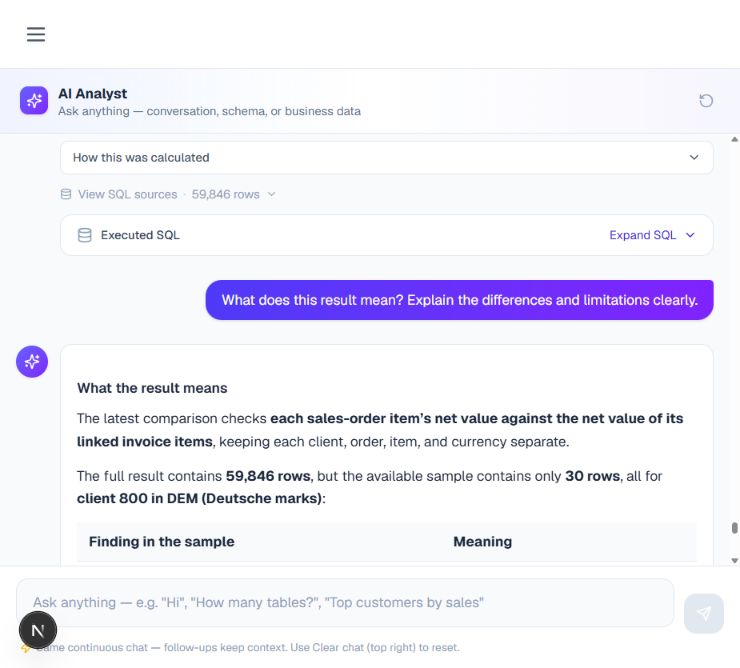 AI Analyst
Ask anything — conversation, schema, or business data
How this was calculated
View SQL sources · 59,846 rows
Executed SQL
Expand SQL
What does this result mean? Explain the differences and limitations clearly.
What the result means
The latest comparison checks each sales-order item's net value against the net value of its
linked invoice items, keeping each client, order, item, and currency separate.
The full result contains 59,846 rows, but the available sample contains only 30 rows, all for
client 800 in DEM (Deutsche marks):
Finding in the sample
Meaning
Ask anything — e.g. "Hi", "How many tables?", "Top customers by sales"
N
continuous chat — follow-ups keep context. Use Clear chat (top right) to reset.